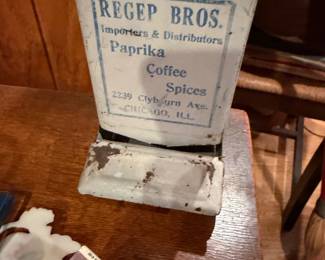 REGEP BROS.
Importers & Distributors
Paprika
Coffee
Spices
2239 Clybourn Ave.
CHICAGO, ILL.